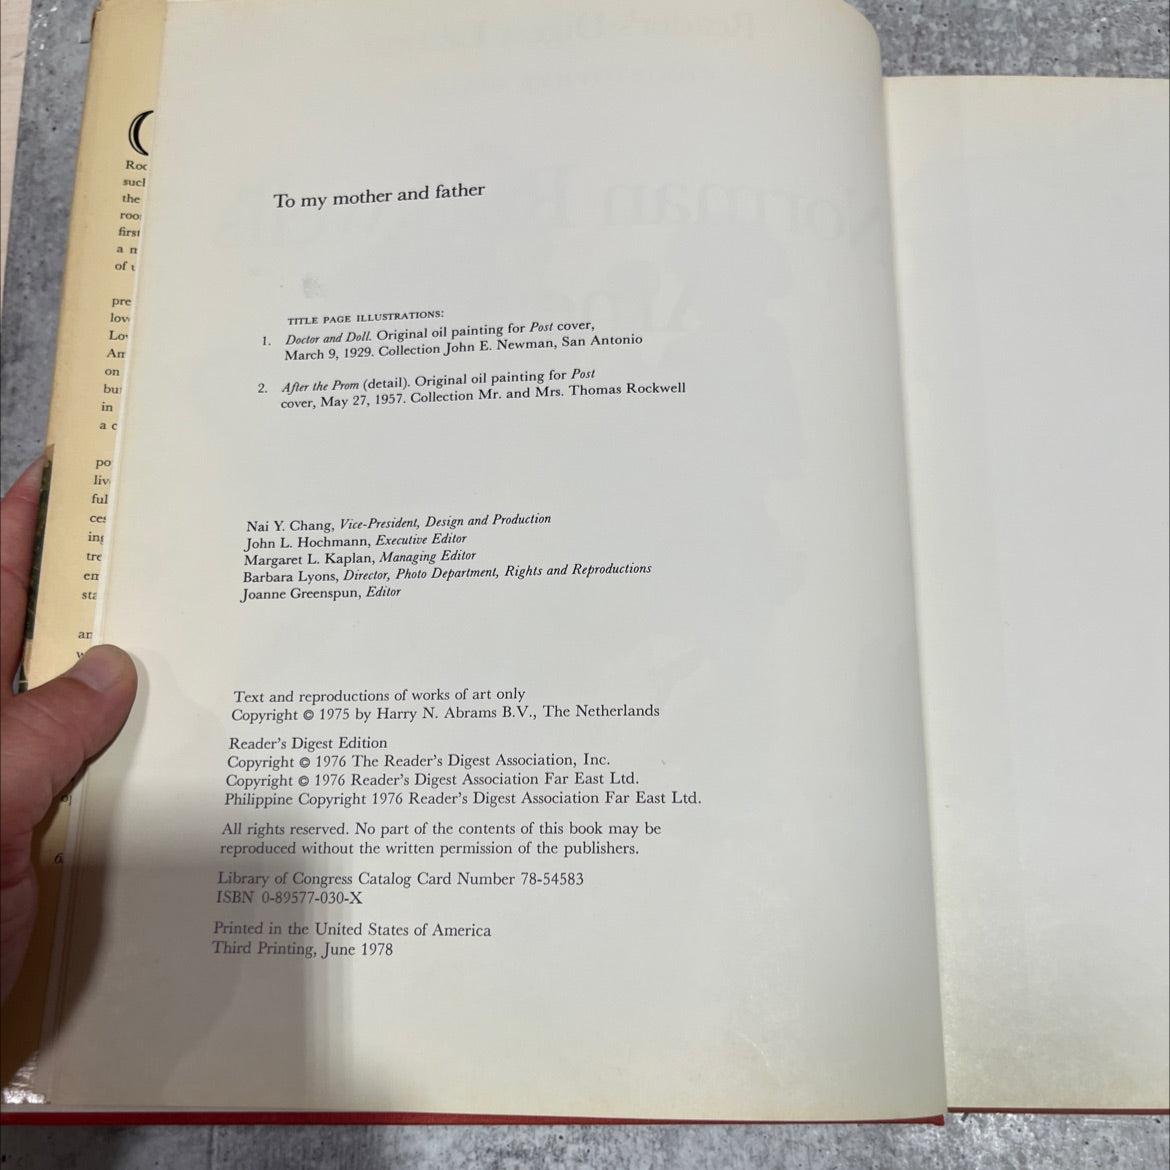 To my mother and father
TITLE PAGE ILLUSTRATIONS:
1. Doctor and Doll. Original oil painting for Post cover,
March 9, 1929. Collection John E. Newman, San Antonio
2. After the Prom (detail). Original oil painting for Post
cover, May 27, 1957. Collection Mr. and Mrs. Thomas Rockwell
Nai Y. Chang, Vice-President, Design and Production
John L. Hochmann, Executive Editor
Margaret L. Kaplan, Managing Editor
Barbara Lyons, Director, Photo Department, Rights and Reproductions
Joanne Greenspun, Editor
Text and reproductions of works of art only
Copyright © 1975 by Harry N. Abrams B.V., The Netherlands
Reader's Digest Edition
Copyright © 1976 The Reader's Digest Association, Inc.
Copyright © 1976 Reader's Digest Association Far East Ltd.
Philippine Copyright 1976 Reader's Digest Association Far East Ltd.
All rights reserved. No part of the contents of this book may be
reproduced without the written permission of the publishers.
Library of Congress Catalog Card Number 78-54583
ISBN 0-89577-030-X
Printed in the United States of America
Third Printing, June 1978